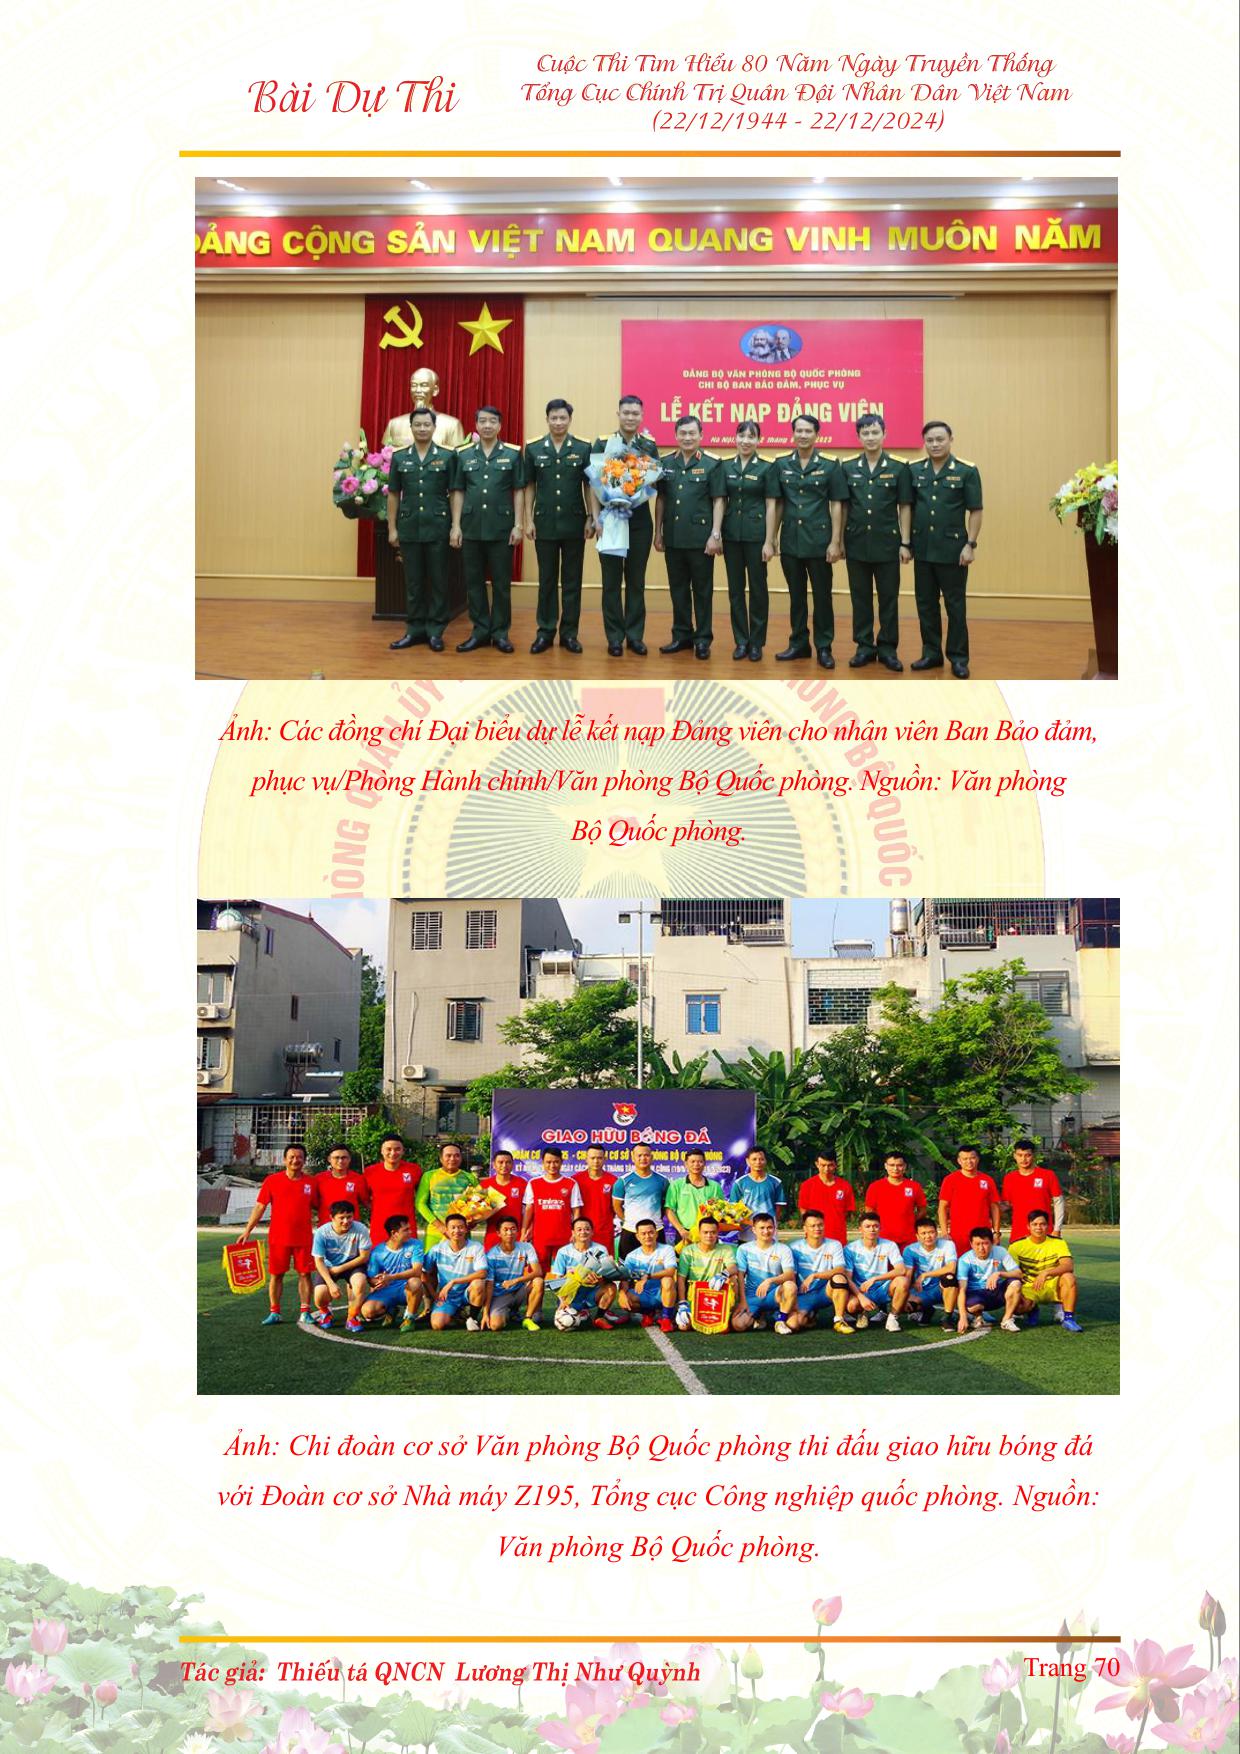 Bài Dự Thi
Cuộc Thi Tìm Hiểu 80 Năm Ngày Truyền Thống
Tổng Cục Chính Trị Quân Đội Nhân Dân Việt Nam
(22/12/1944 - 22/12/2024)
ĐẢNG CỘNG SẢN VIỆT NAM QUANG VINH MUÔN NĂM
ĐẢNG BỘ VĂN PHÒNG BỘ QUỐC PHÒNG
CHI BỘ BAN BẢO ĐẢM, PHỤC VỤ
LỄ KẾT NẠP ĐẢNG VIÊN
Hà Nội, 2 tháng 2023
Ảnh: Các đồng chí Đại biểu dự lễ kết nạp Đảng viên cho nhân viên Ban Bảo đảm,
phục vụ/Phòng Hành chính/Văn phòng Bộ Quốc phòng. Nguồn: Văn phòng
Bộ Quốc phòng.
GIAO HỮU BÓNG ĐÁ
Ảnh: Chi đoàn cơ sở Văn phòng Bộ Quốc phòng thi đấu giao hữu bóng đá
với Đoàn cơ sở Nhà máy Z195, Tổng cục Công nghiệp quốc phòng. Nguồn:
Văn phòng Bộ Quốc phòng.
Tác giả: Thiếu tá QNCN Lương Thị Như Quỳnh
Trang 70